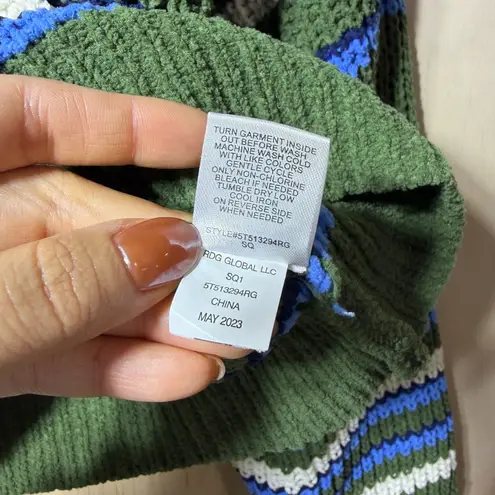 TURN GARMENT INSIDE
OUT BEFORE WASH
MACHINE WASH COLD
WITH LIKE COLORS
GENTLE CYCLE
ONLY NON-CHLORINE
BLEACH IF NEEDED
TUMBLE DRY LOW
COOL IRON
ON REVERSE SIDE
WHEN NEEDED
STYLE#5T513294RG
SQ
RDG GLOBAL LLC
SQ1
5T513294RG
CHINA
MAY 2023